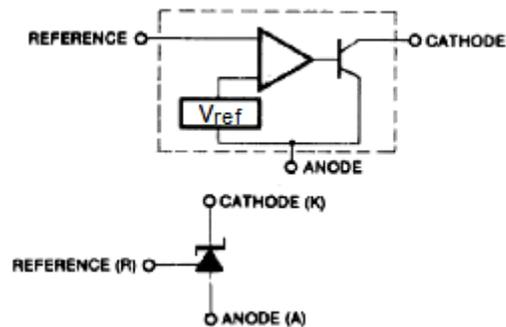 REFERENCE
CATHODE
Vref
ANODE
CATHODE (K)
REFERENCE (R)
ANODE (A)